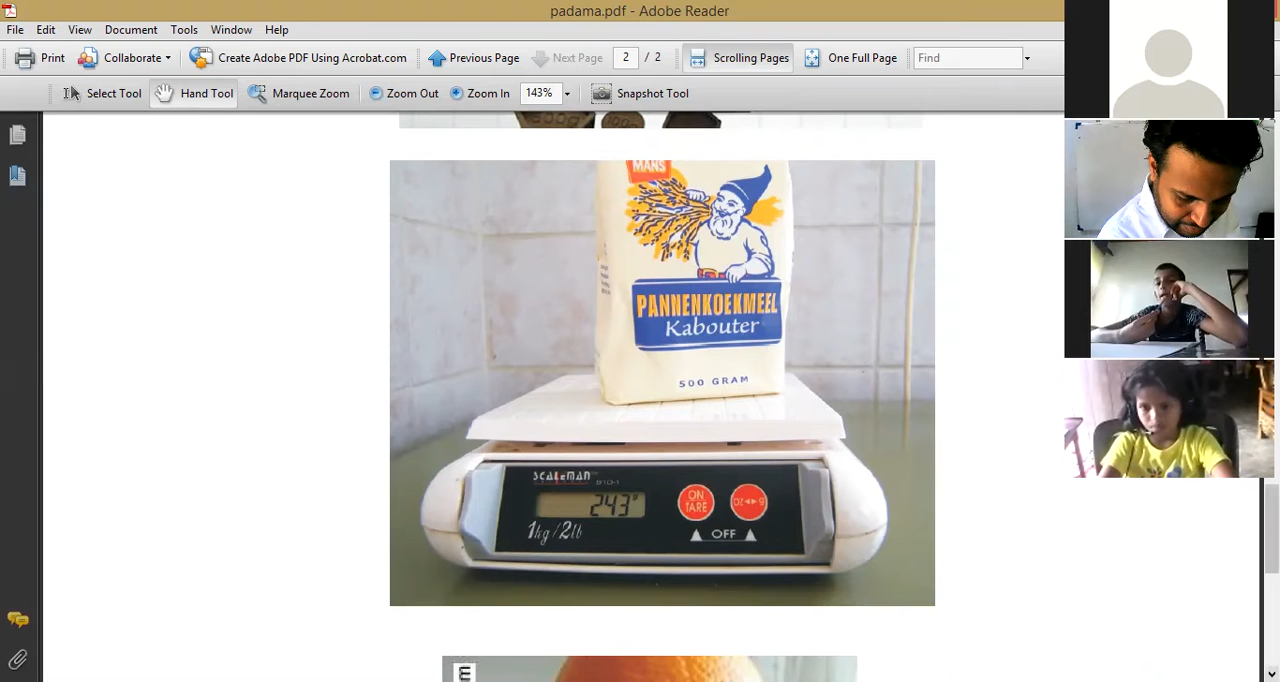 padama.pdf - Adobe Reader
File Edit View Document Tools Window Help
Print Collaborate Create Adobe PDF Using Acrobat.com Previous Page Next Page 2 / 2 Scrolling Pages One Full Page Find
Select Tool Hand Tool Marquee Zoom Zoom Out Zoom In 143% Snapshot Tool
MANS
PANNENKOEKMEEL
Kabouter
500 GRAM
SCALEMAN
243g
ON
TARE
1kg/2lb
OFF